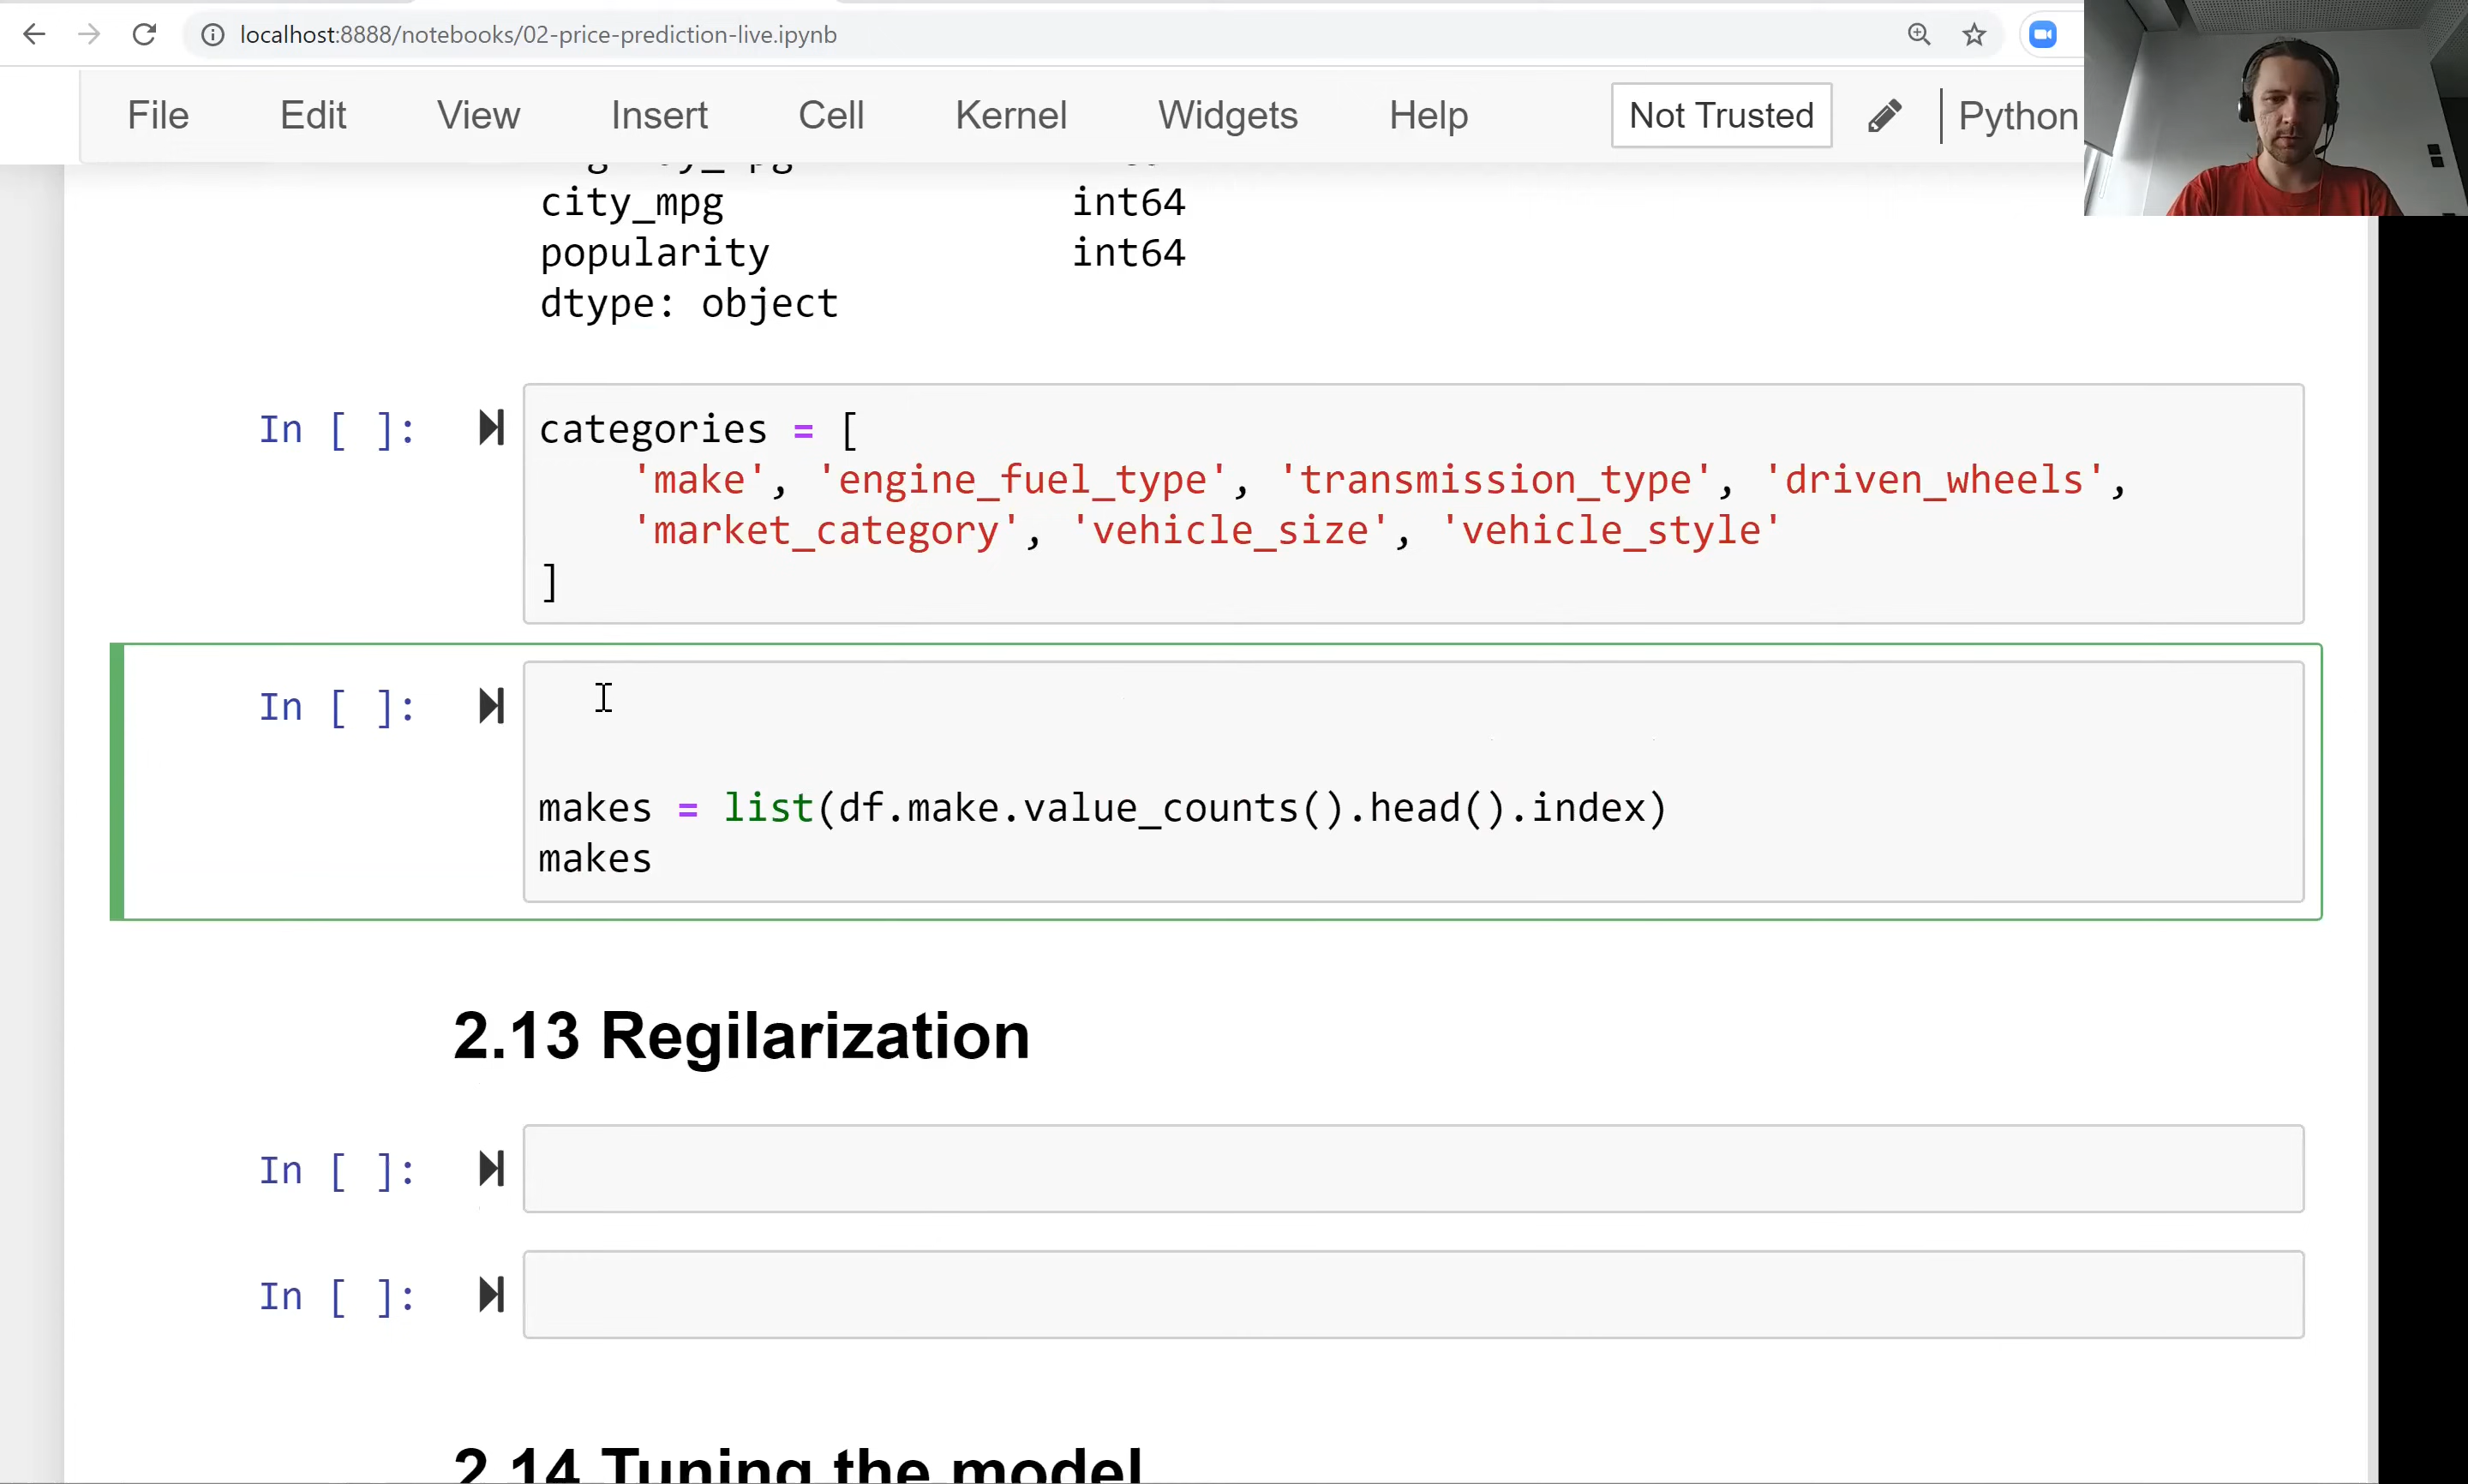 localhost:8888/notebooks/02-price-prediction-live.ipynb
File Edit View Insert Cell Kernel Widgets Help Not Trusted Python
city_mpg int64
popularity int64
dtype: object
In [ ]: categories = [
'make', 'engine_fuel_type', 'transmission_type', 'driven_wheels',
'market_category', 'vehicle_size', 'vehicle_style'
]
In [ ]:
makes = list(df.make.value_counts().head().index)
makes
2.13 Regilarization
In [ ]:
In [ ]:
2.14 Tuning the model